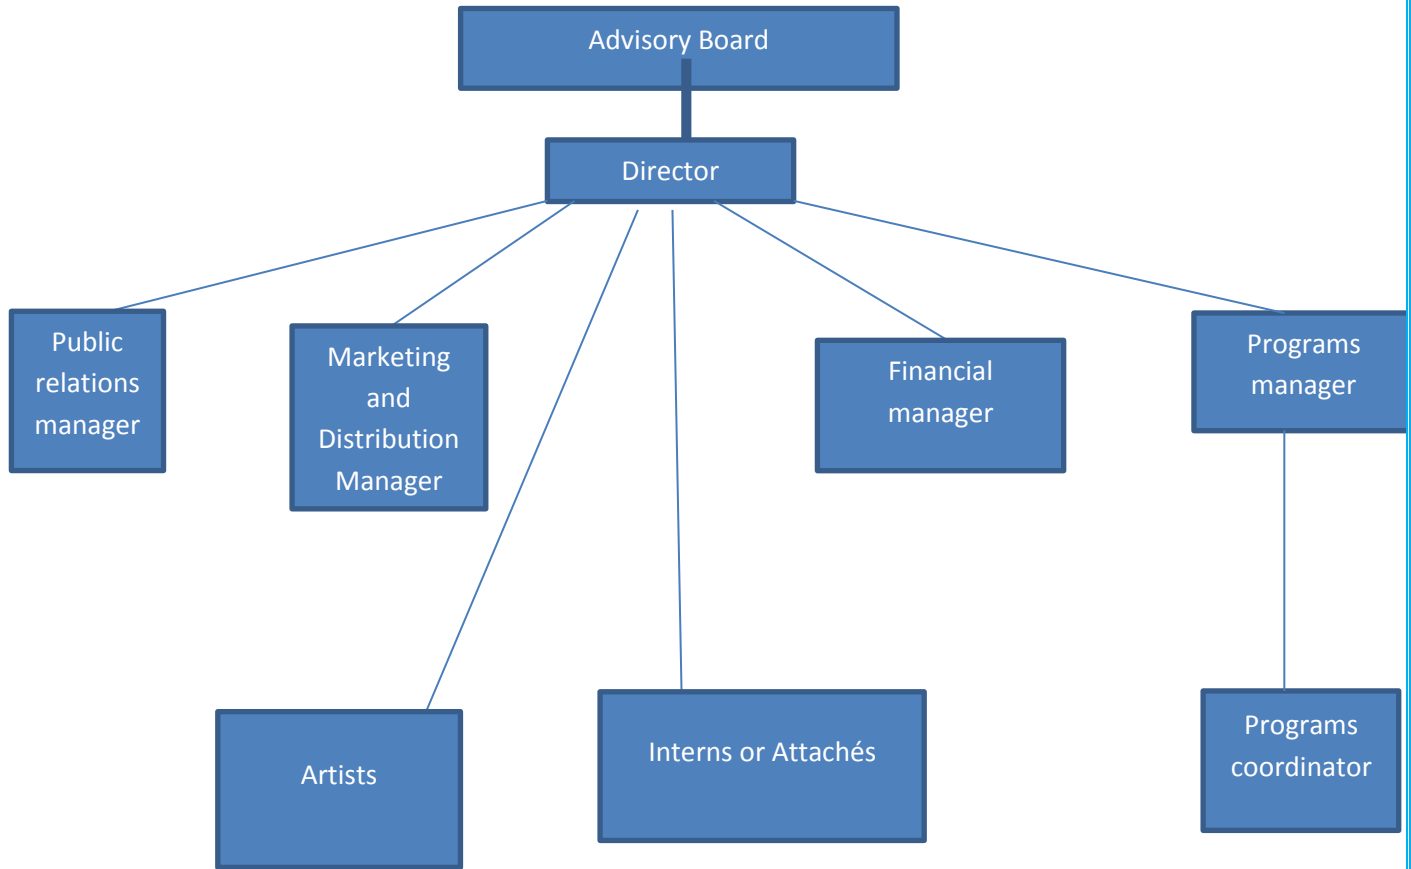 Advisory Board
Director
Public
relations
manager
Marketing
and
Distribution
Manager
Financial
manager
Programs
manager
Artists
Interns or Attachés
Programs
coordinator